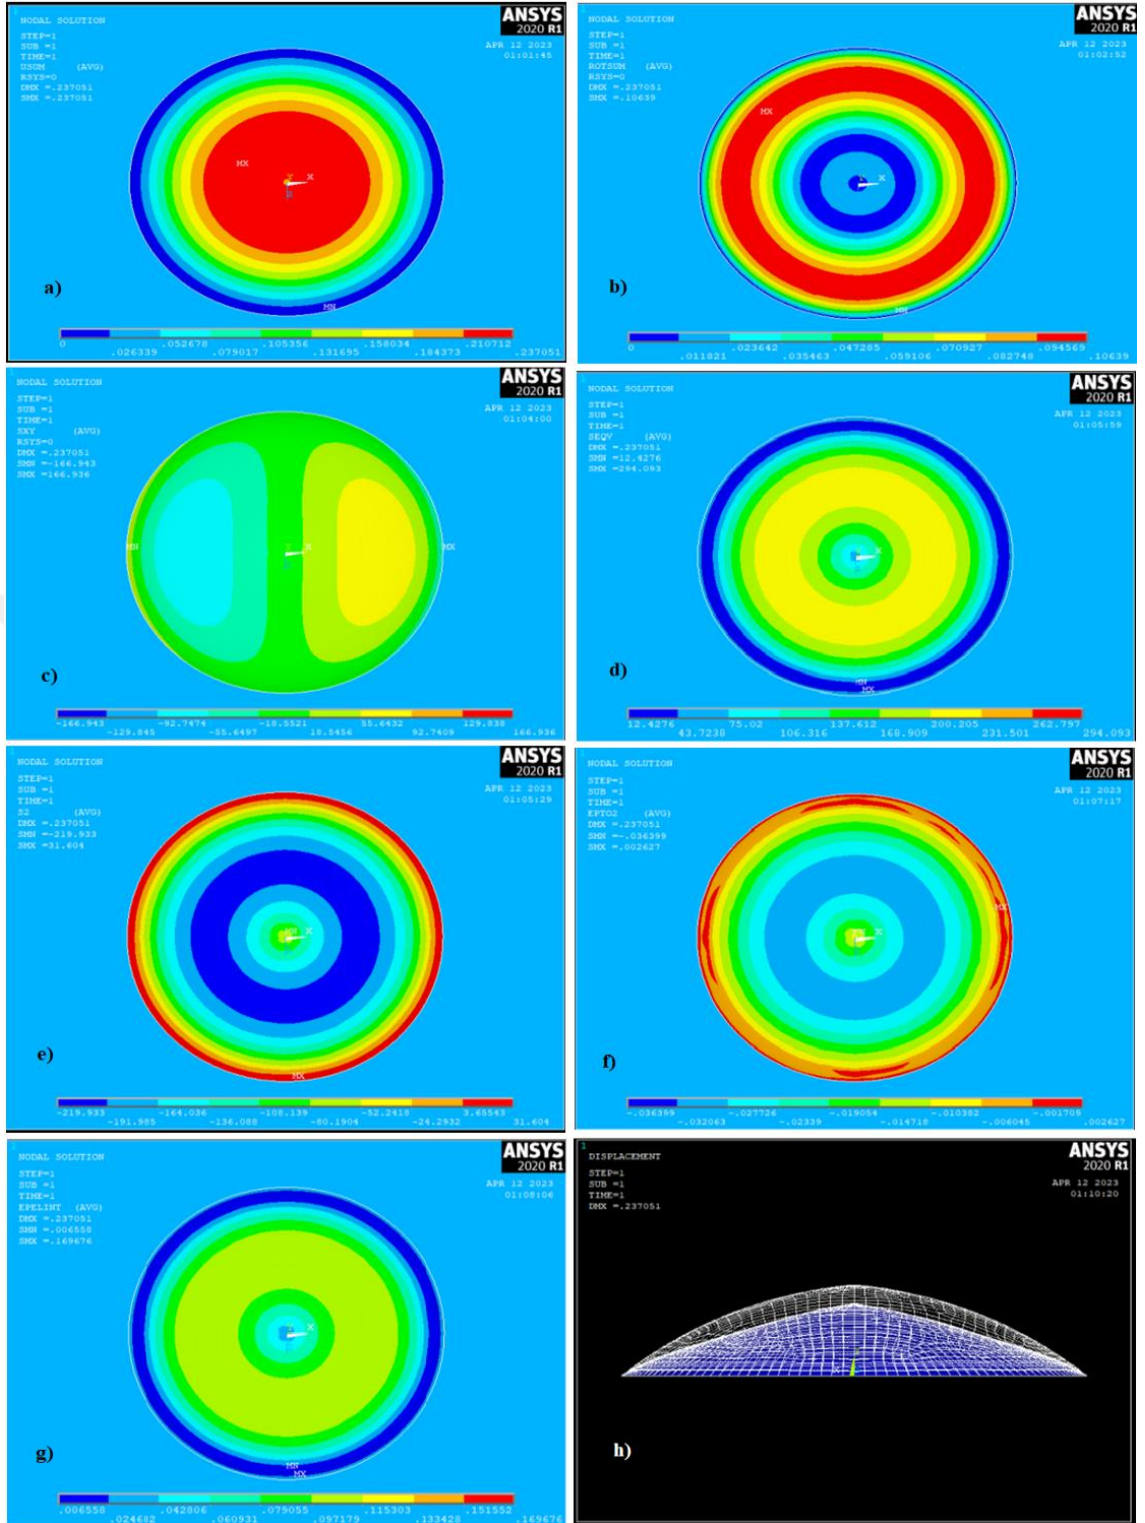 NODAL SOLUTION
STEP=1
SUB =1
TIME=1
USUM (AVG)
RSYS=0
DMX =.237051
SMX =.237051
ANSYS
2020 R1
APR 12 2023
01:01:45
MX
X
MN
a)
0 .026339 .052678 .079017 .105356 .131695 .158034 .184373 .210712 .237051
1
NODAL SOLUTION
STEP=1
SUB =1
TIME=1
ROTSUM (AVG)
RSYS=0
DMX =.237051
SMX =.10639
ANSYS
2020 R1
APR 12 2023
01:02:52
MX
X
MN
b)
0 .011821 .023642 .035463 .047285 .059106 .070927 .082748 .094569 .10639
NODAL SOLUTION
STEP=1
SUB =1
TIME=1
SXY (AVG)
RSYS=0
DMX =.237051
SMN =-166.943
SMX =166.936
ANSYS
2020 R1
APR 12 2023
01:04:00
MN
X
MX
c)
-166.943 -129.845 -92.7474 -55.6497 -18.5521 18.5456 55.6432 92.7409 129.838 166.936
1
NODAL SOLUTION
STEP=1
SUB =1
TIME=1
SEQV (AVG)
DMX =.237051
SMN =12.4276
SMX =294.093
ANSYS
2020 R1
APR 12 2023
01:05:59
X
MN
MX
d)
12.4276 43.7238 75.02 106.316 137.612 168.909 200.205 231.501 262.797 294.093
NODAL SOLUTION
STEP=1
SUB =1
TIME=1
S2 (AVG)
DMX =.237051
SMN =-219.933
SMX =31.604
ANSYS
2020 R1
APR 12 2023
01:05:29
MN
X
MX
e)
-219.933 -191.985 -164.036 -136.088 -108.139 -80.1904 -52.2418 -24.2932 3.65543 31.604
1
NODAL SOLUTION
STEP=1
SUB =1
TIME=1
EPTO2 (AVG)
DMX =.237051
SMN =-.036399
SMX =.002627
ANSYS
2020 R1
APR 12 2023
01:07:17
MX
MN
X
f)
-.036399 -.032063 -.027726 -.02339 -.019054 -.014718 -.010382 -.006045 -.001709 .002627
NODAL SOLUTION
STEP=1
SUB =1
TIME=1
EPELINT (AVG)
DMX =.237051
SMN =.006558
SMX =.169676
ANSYS
2020 R1
APR 12 2023
01:08:06
X
MN
MX
g)
.006558 .024682 .042806 .060931 .079055 .097179 .115303 .133428 .151552 .169676
1
DISPLACEMENT
STEP=1
SUB =1
TIME=1
DMX =.237051
ANSYS
2020 R1
APR 12 2023
01:10:20
X
h)